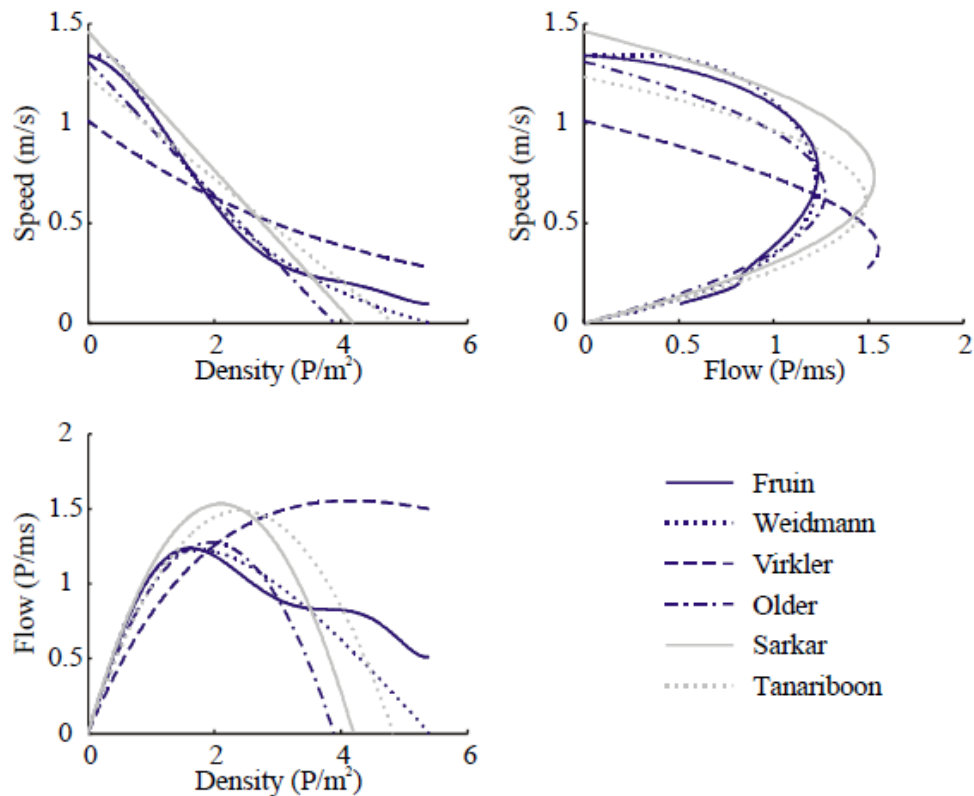 1.5
1
0.5
0
Speed (m/s)
0
2
4
6
Density (P/m²)
1.5
1
0.5
0
Speed (m/s)
0
0.5
1
1.5
2
Flow (P/ms)
2
1.5
1
0.5
0
Flow (P/ms)
0
2
4
6
Density (P/m²)
Fruin
Weidmann
Virkler
Older
Sarkar
Tanariboon